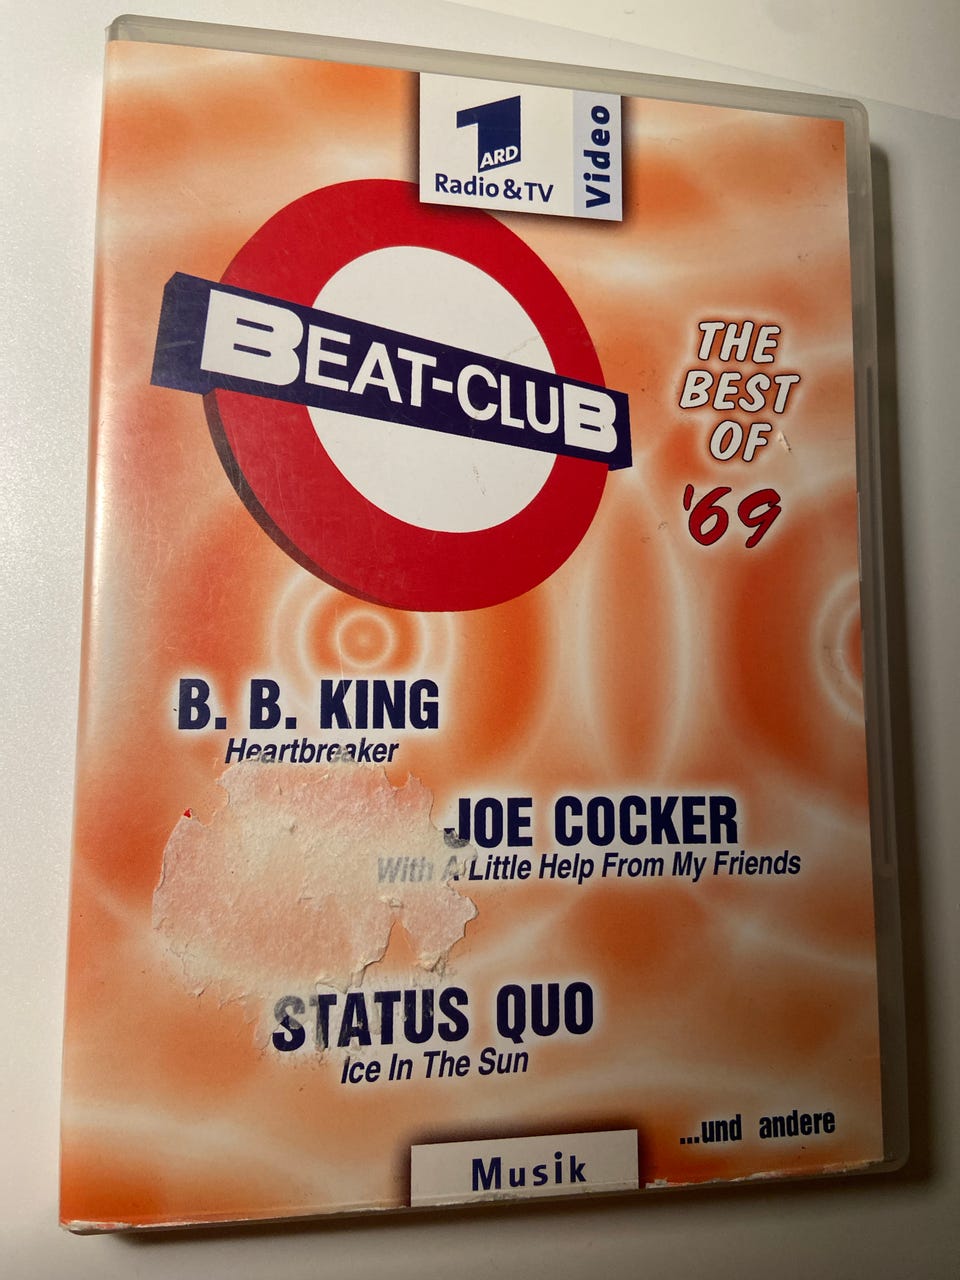 1
ARD
Radio & TV
Video
BEAT-CLUB
THE
BEST
OF
'69
B. B. KING
Heartbreaker
JOE COCKER
With A Little Help From My Friends
STATUS QUO
Ice In The Sun
...und andere
Musik